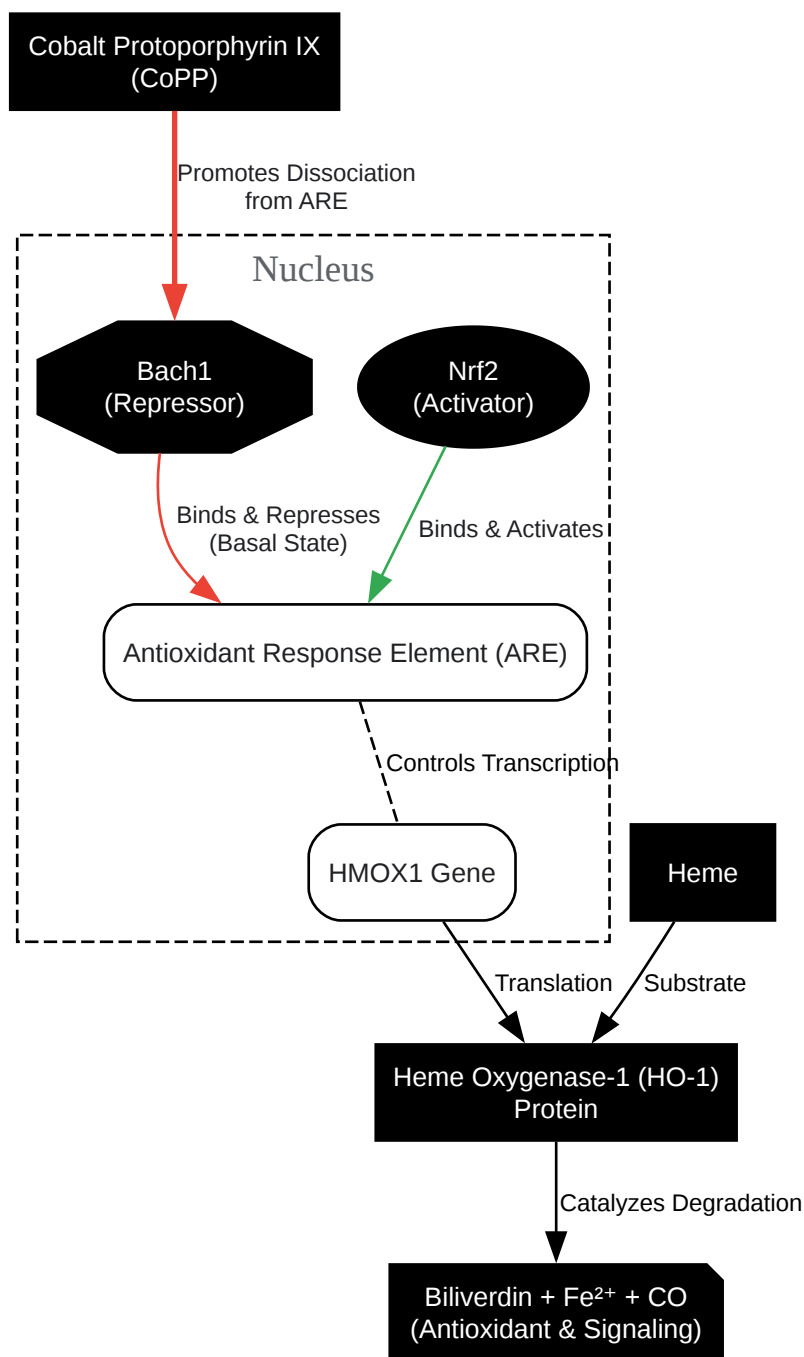 Cobalt Protoporphyrin IX
(CoPP)
Promotes Dissociation
from ARE
Nucleus
Bach1
(Repressor)
Nrf2
(Activator)
Binds & Represses
(Basal State)
Binds & Activates
Antioxidant Response Element (ARE)
Controls Transcription
HMOX1 Gene
Heme
Translation
Substrate
Heme Oxygenase-1 (HO-1)
Protein
Catalyzes Degradation
Biliverdin + Fe²⁺ + CO
(Antioxidant & Signaling)